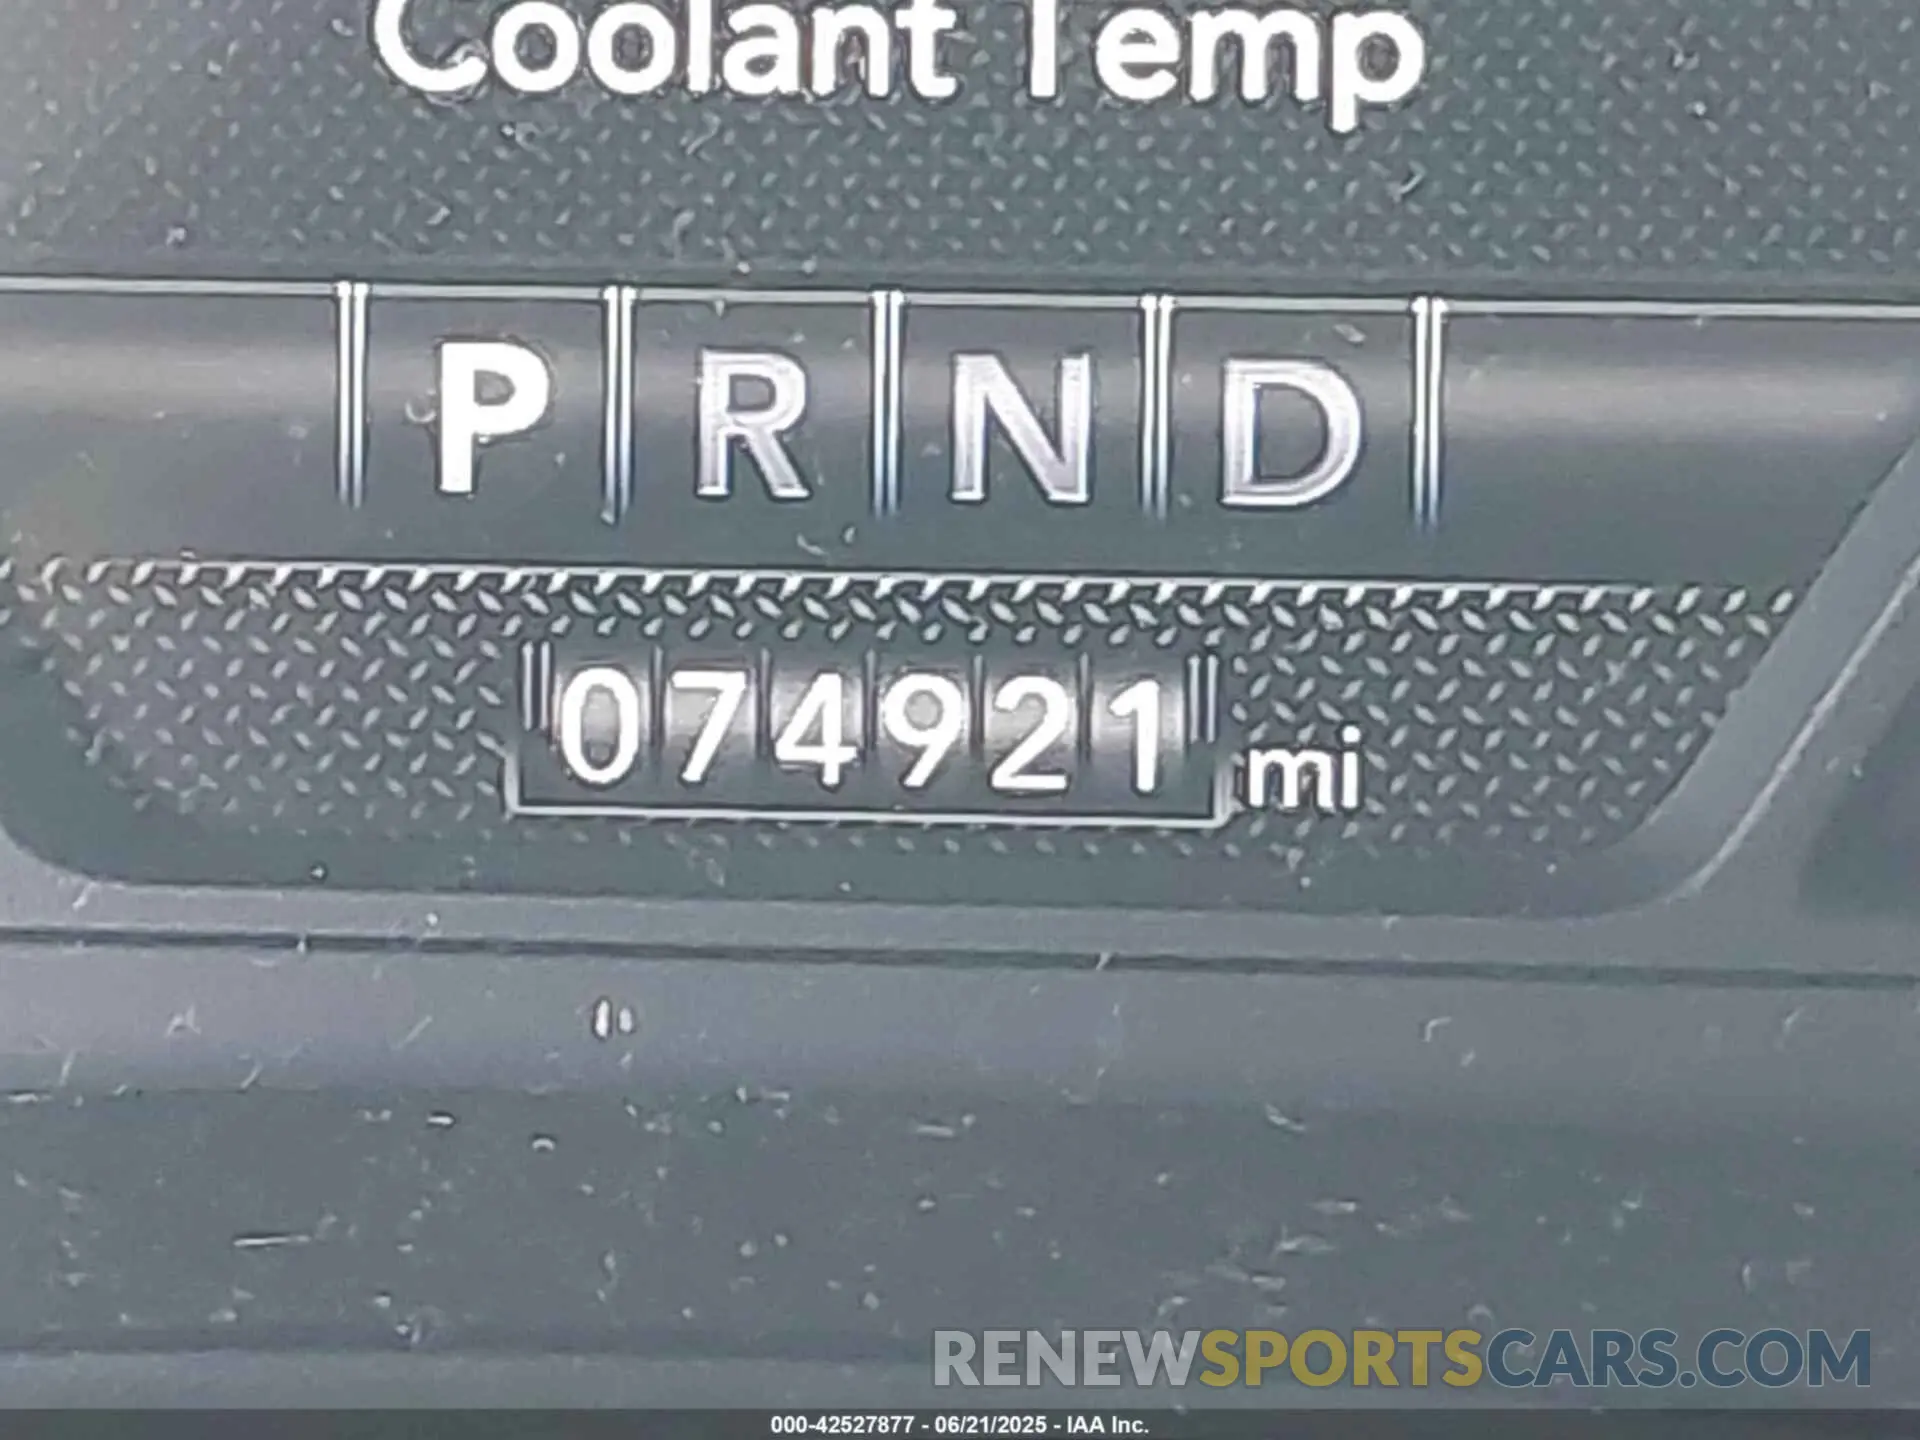 Coolant Temp
P R N D
074921 mi
RENEWSPORTSCARS.COM
000-42527877 - 06/21/2025 - IAA Inc.